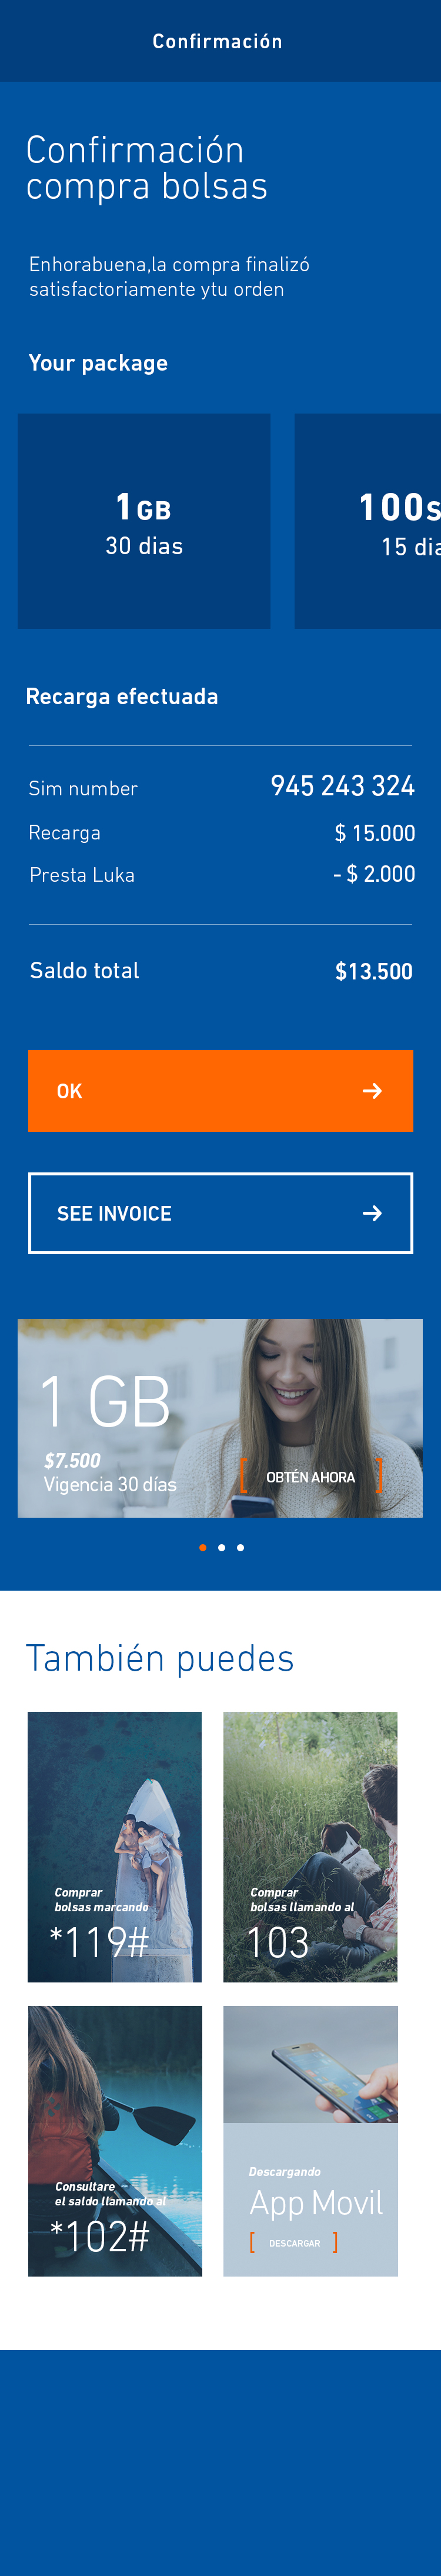 Confirmación
Confirmación
compra bolsas
Enhorabuena,la compra finalizó
satisfactoriamente ytu orden
Your package
1GB
30 dias
100S
15 dia
Recarga efectuada
Sim number 945 243 324
Recarga $ 15.000
Presta Luka - $ 2.000
Saldo total $13.500
OK
SEE INVOICE
1 GB
$7.500
Vigencia 30 días
[ OBTÉN AHORA ]
También puedes
Comprar
bolsas marcando
*119#
Comprar
bolsas llamando al
103
Consultare
el saldo llamando al
*102#
Descargando
App Movil
[ DESCARGAR ]